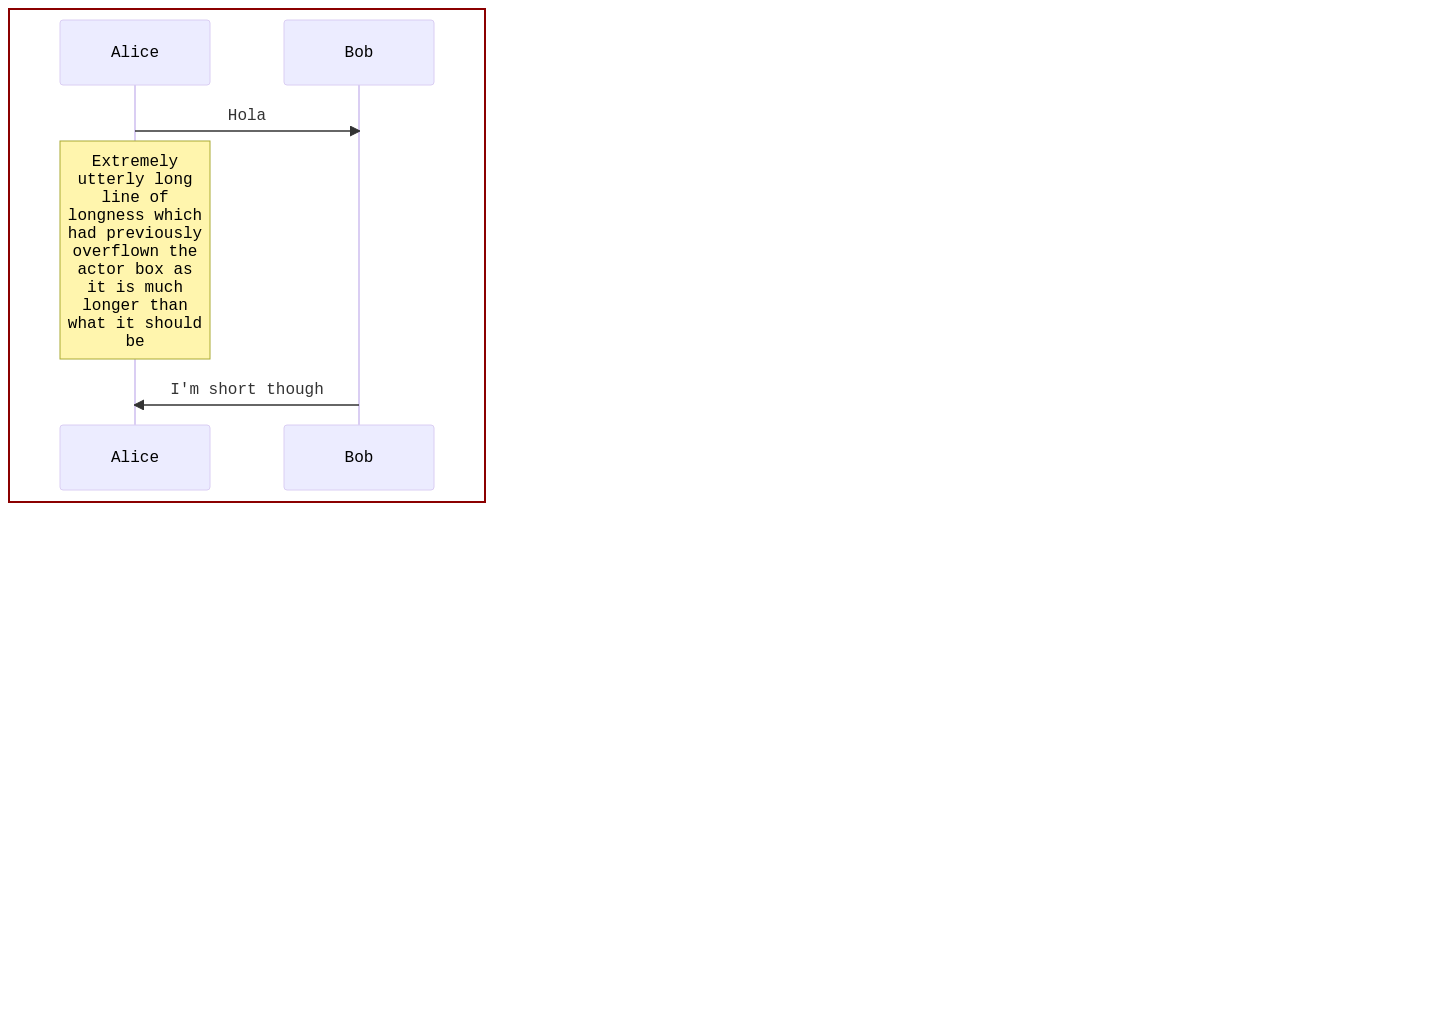 Alice
Bob
Hola
Extremely
utterly long
line of
longness which
had previously
overflown the
actor box as
it is much
longer than
what it should
be
I'm short though
Alice
Bob